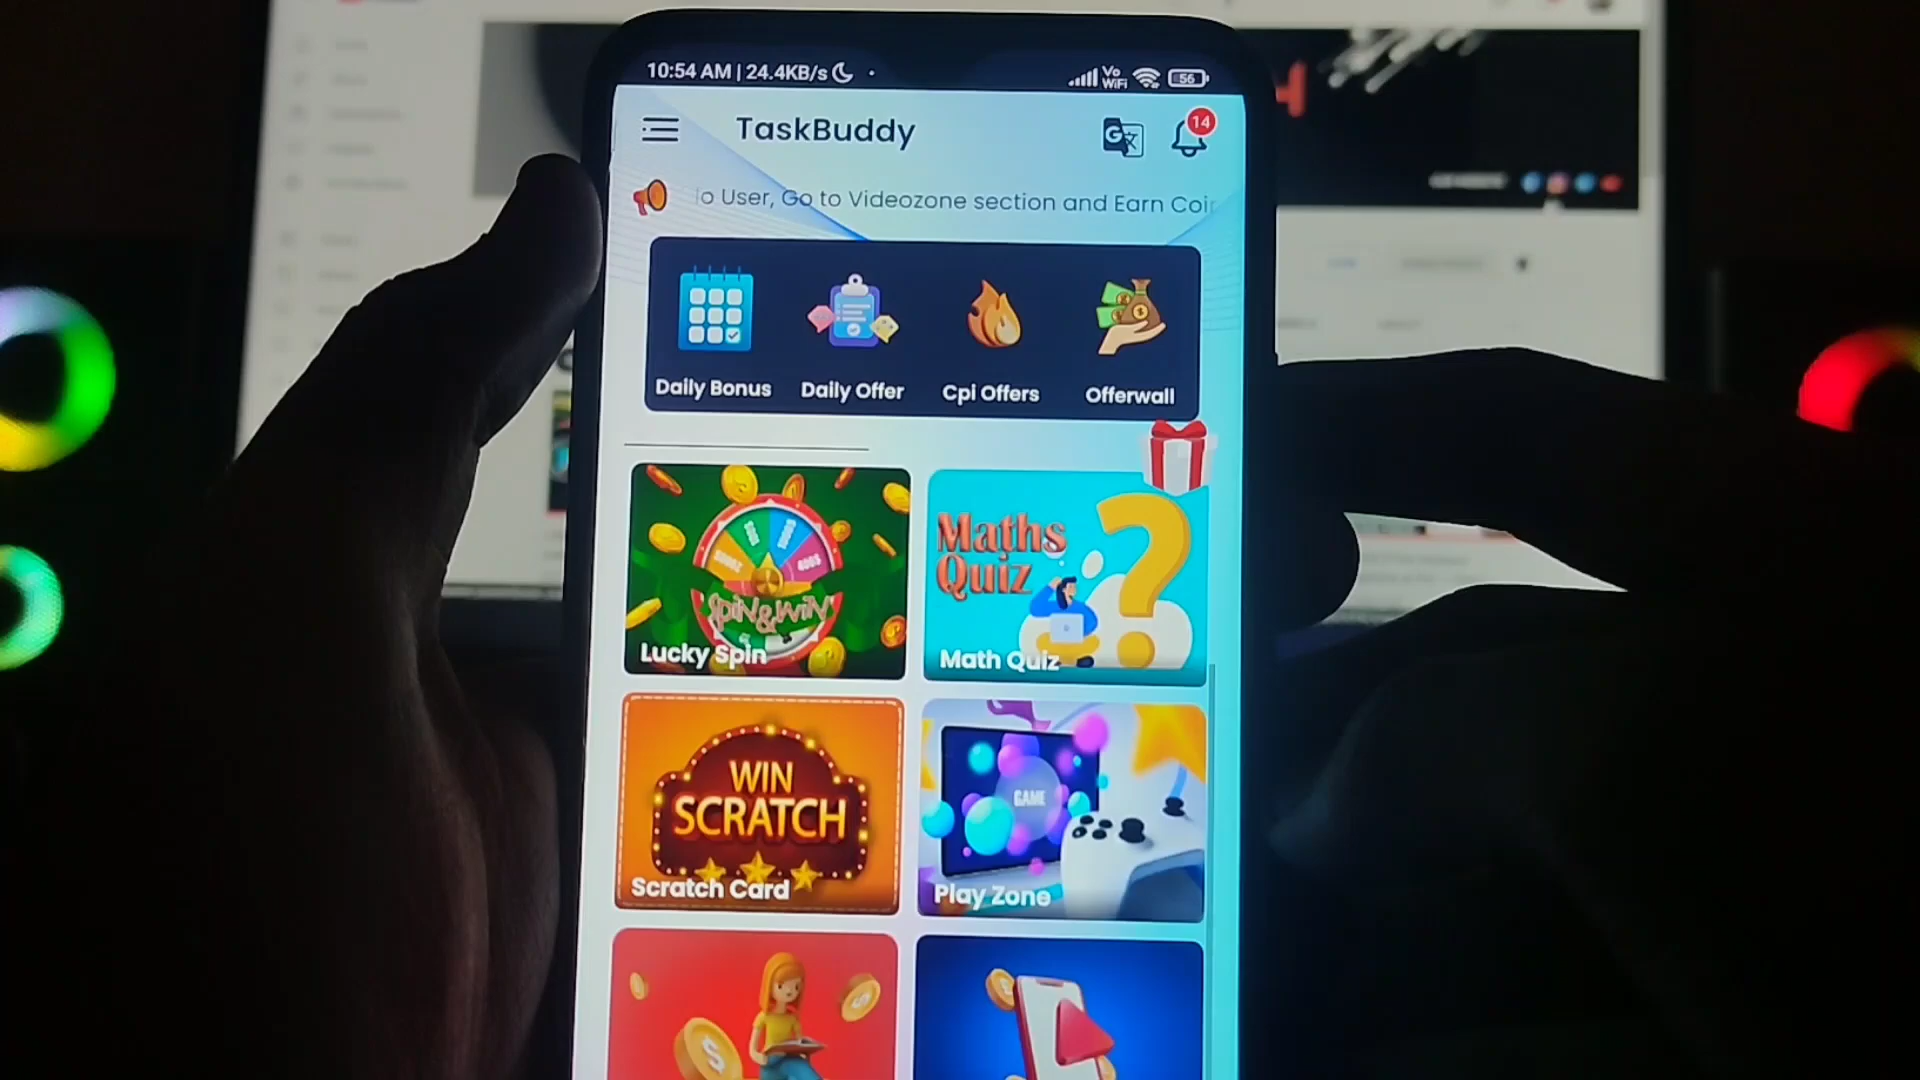 10:54 AM | 24.4KB/s
Vo
WiFi
56
TaskBuddy
14
lo User, Go to Videozone section and Earn Coin
Daily Bonus
Daily Offer
Cpi Offers
Offerwall
SPIN&WIN
Lucky Spin
Maths
Quiz
Math Quiz
WIN
SCRATCH
Scratch Card
GAME
Play Zone